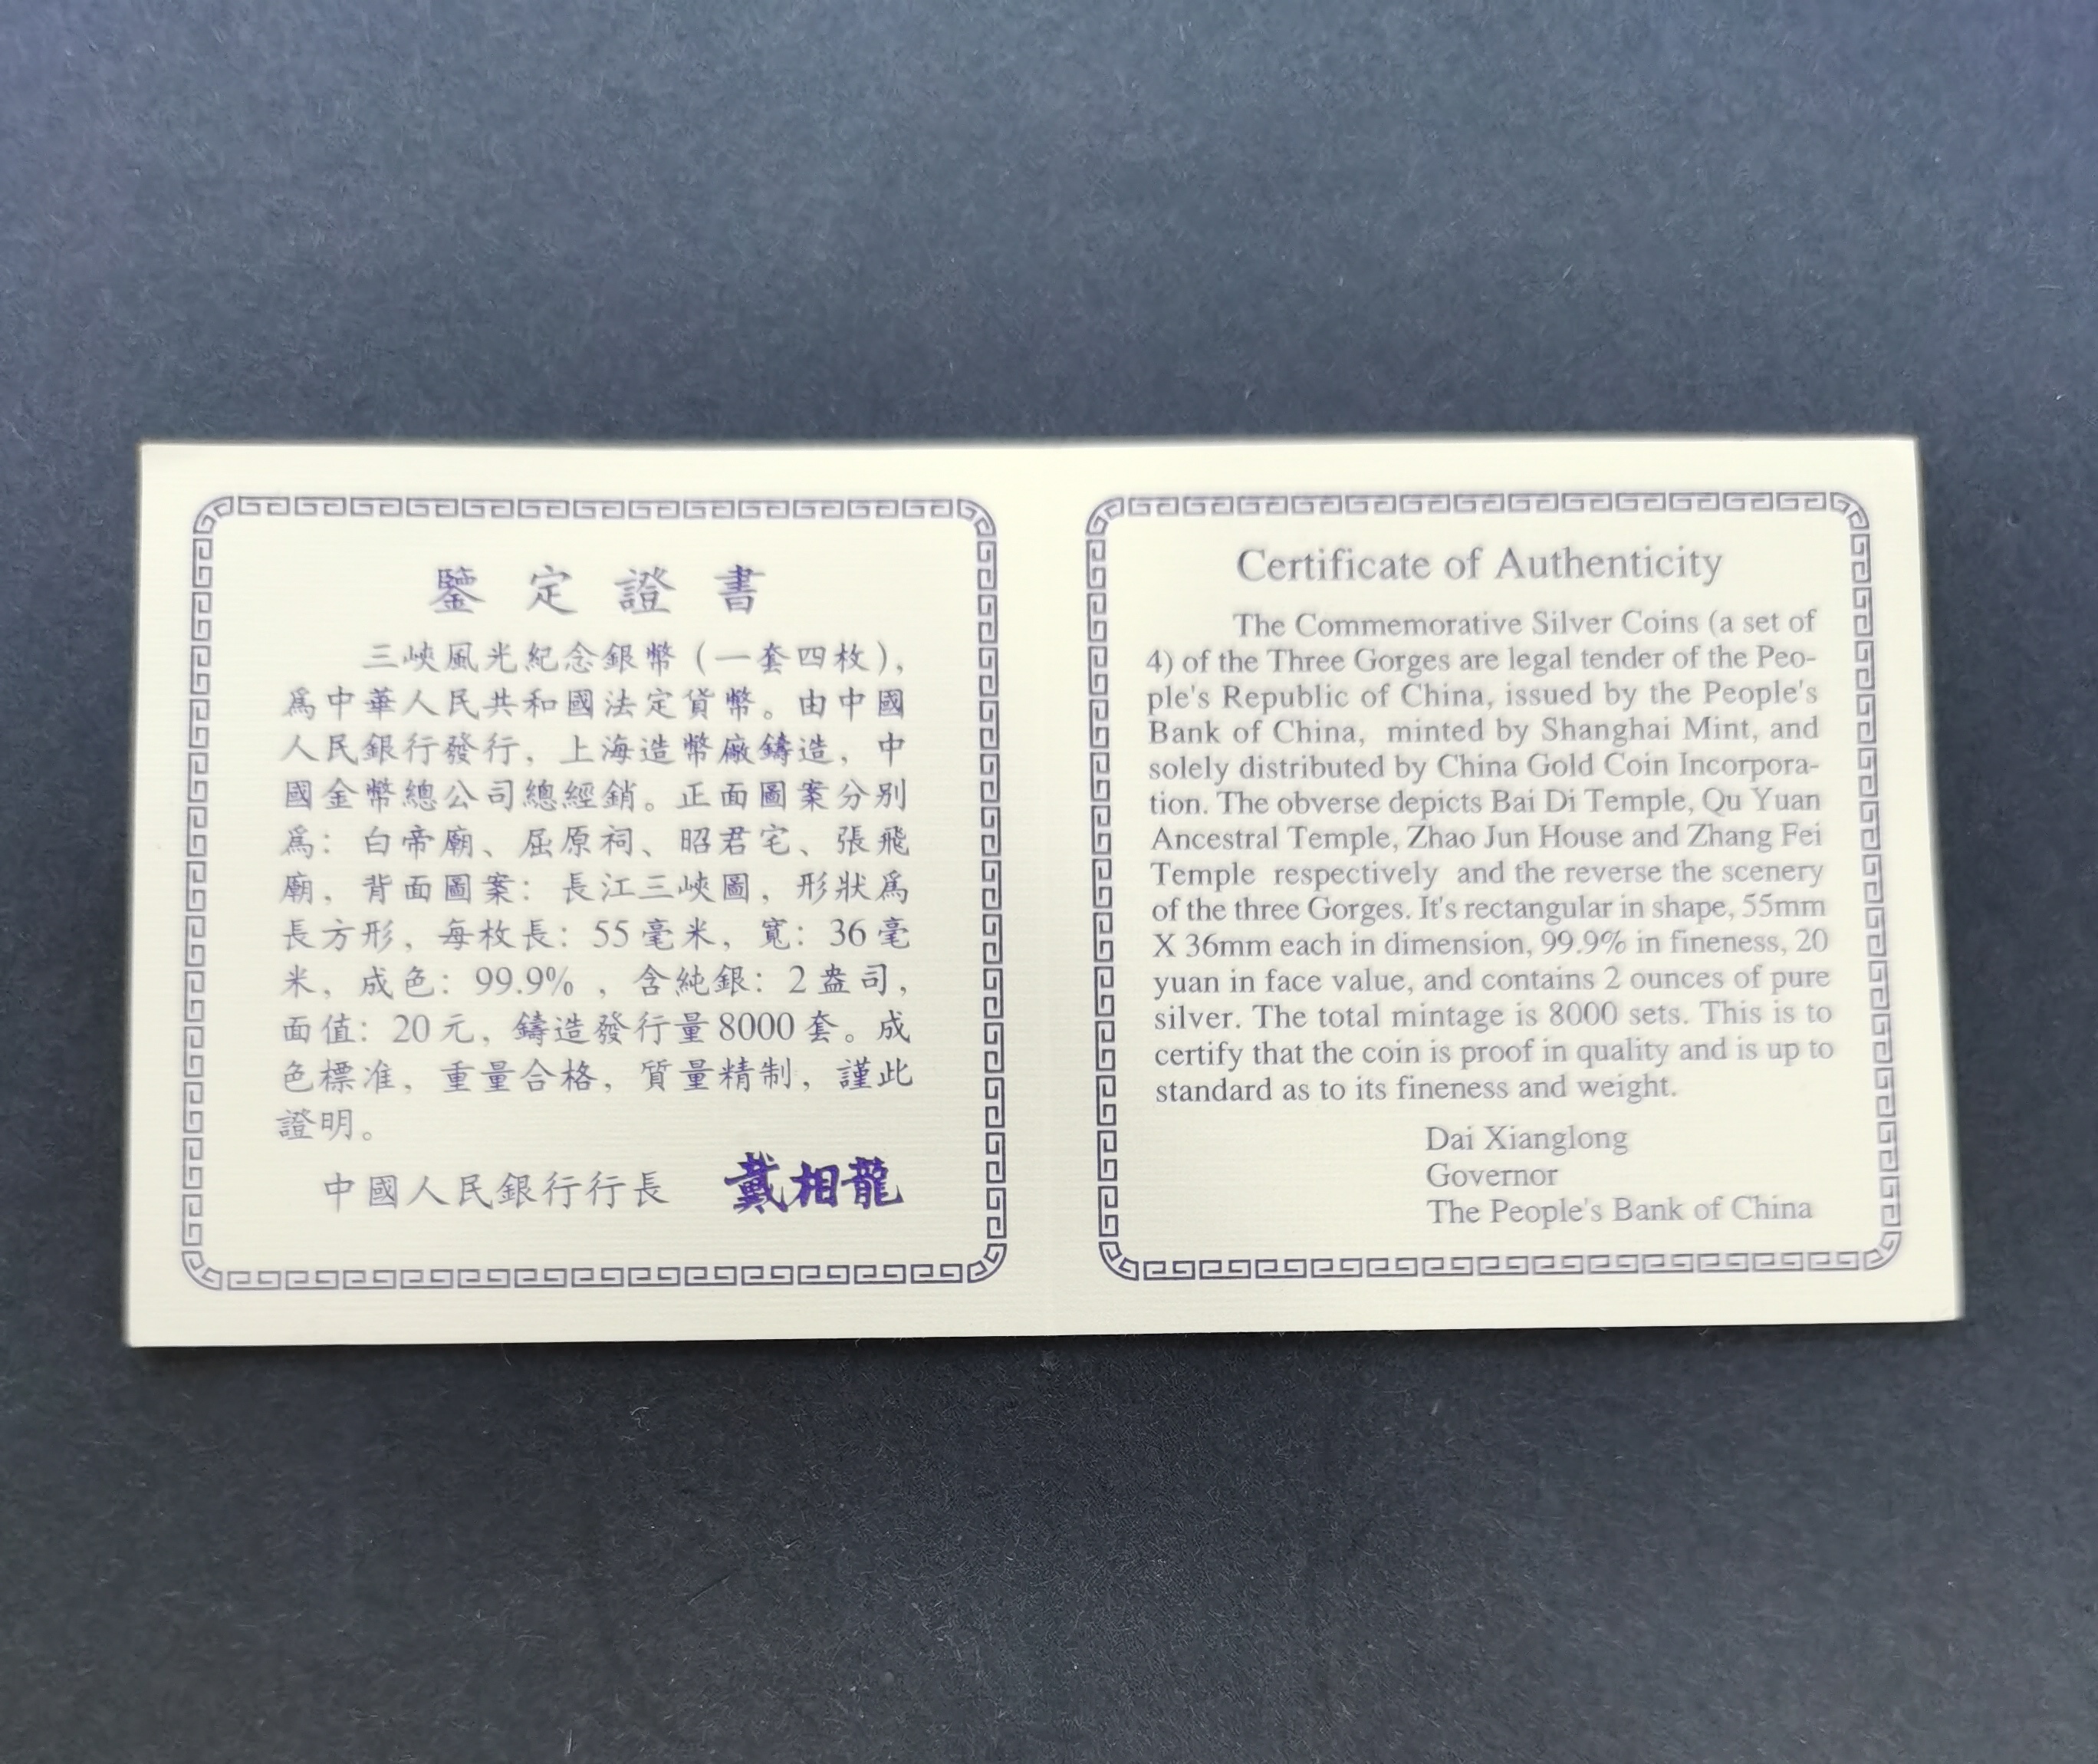 鑒定證書
三峽風光紀念銀幣(一套四枚),
爲中華人民共和國法定貨幣。由中國
人民銀行發行,上海造幣廠鑄造,中
國金幣總公司總經銷。正面圖案分别
爲:白帝廟、屈原祠、昭君宅、張飛
廟,背面圖案:長江三峽圖,形狀爲
長方形,每枚長:55毫米,寬:36毫
米,成色:99.9%,含純銀:2盎司,
面值:20元,鑄造發行量8000套。成
色標准,重量合格,質量精制,謹此
證明。
中國人民銀行行長 戴相龍
Certificate of Authenticity
The Commemorative Silver Coins (a set of
4) of the Three Gorges are legal tender of the Peo-
ple's Republic of China, issued by the People's
Bank of China, minted by Shanghai Mint, and
solely distributed by China Gold Coin Incorpora-
tion. The obverse depicts Bai Di Temple, Qu Yuan
Ancestral Temple, Zhao Jun House and Zhang Fei
Temple respectively and the reverse the scenery
of the three Gorges. It's rectangular in shape, 55mm
X 36mm each in dimension, 99.9% in fineness, 20
yuan in face value, and contains 2 ounces of pure
silver. The total mintage is 8000 sets. This is to
certify that the coin is proof in quality and is up to
standard as to its fineness and weight.
Dai Xianglong
Governor
The People's Bank of China